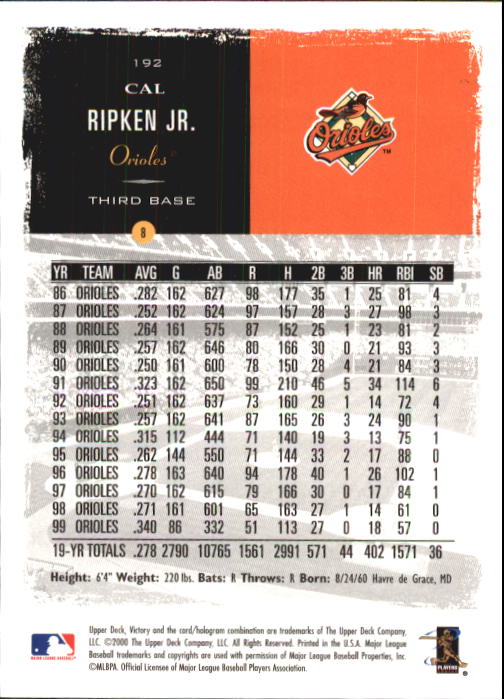 192
CAL
RIPKEN JR.
Orioles
THIRD BASE
Orioles™
8
YR TEAM AVG G AB R H 2B 3B HR RBI SB
86 ORIOLES .282 162 627 98 177 35 1 25 81 4
87 ORIOLES .252 162 624 97 157 28 3 27 98 3
88 ORIOLES .264 161 575 87 152 25 1 23 81 2
89 ORIOLES .257 162 646 80 166 30 0 21 93 3
90 ORIOLES .250 161 600 78 150 28 4 21 84 3
91 ORIOLES .323 162 650 99 210 46 5 34 114 6
92 ORIOLES .251 162 637 73 160 29 1 14 72 4
93 ORIOLES .257 162 641 87 165 26 3 24 90 1
94 ORIOLES .315 112 444 71 140 19 3 13 75 1
95 ORIOLES .262 144 550 71 144 33 2 17 88 0
96 ORIOLES .278 163 640 94 178 40 1 26 102 1
97 ORIOLES .270 162 615 79 166 30 0 17 84 1
98 ORIOLES .271 161 601 65 163 27 1 14 61 0
99 ORIOLES .340 86 332 51 113 27 0 18 57 0
19-YR TOTALS .278 2790 10765 1561 2991 571 44 402 1571 36
Height: 6'4" Weight: 220 lbs. Bats: R Throws: R Born: 8/24/60 Havre de Grace, MD
Upper Deck, Victory and the card/hologram combination are trademarks of The Upper Deck Company,
LLC. ©2000 The Upper Deck Company, LLC. All Rights Reserved. Printed in the U.S.A. Major League
Baseball trademarks and copyrights are used with permission of Major League Baseball Properties, Inc.
©MLBPA. Official Licensee of Major League Baseball Players Association.
MAJOR LEAGUE BASEBALL
PLAYERS